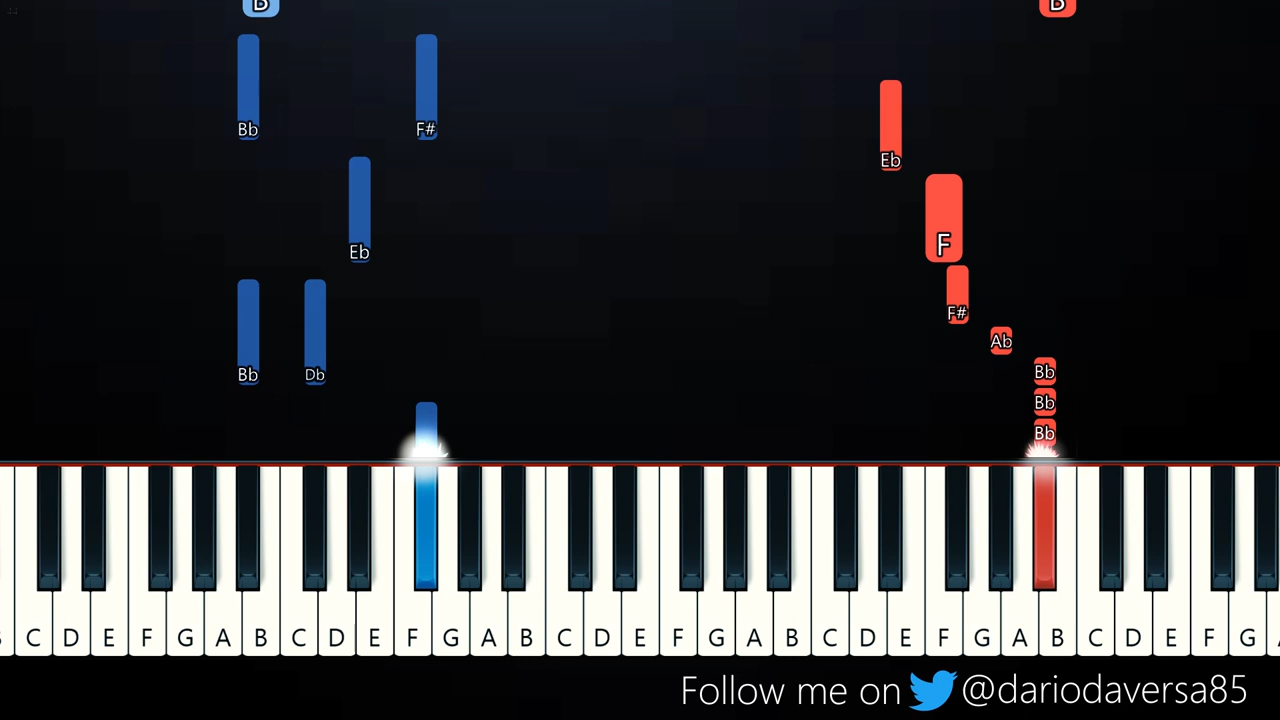 B B
Bb F#
Eb
F
Eb
F#
Ab
Bb Db Bb
Bb
Bb
C D E F G A B C D E F G A B C D E F G A B C D E F G A B C D E F G
Follow me on @dariodaversa85